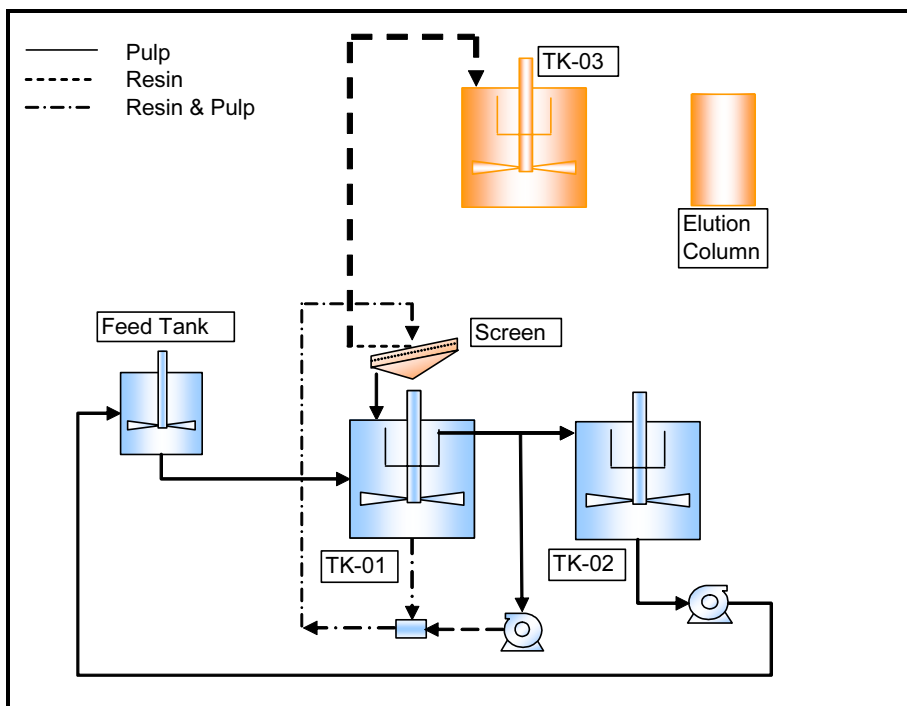 Pulp
Resin
Resin & Pulp
TK-03
Elution
Column
Feed Tank
Screen
TK-01
TK-02